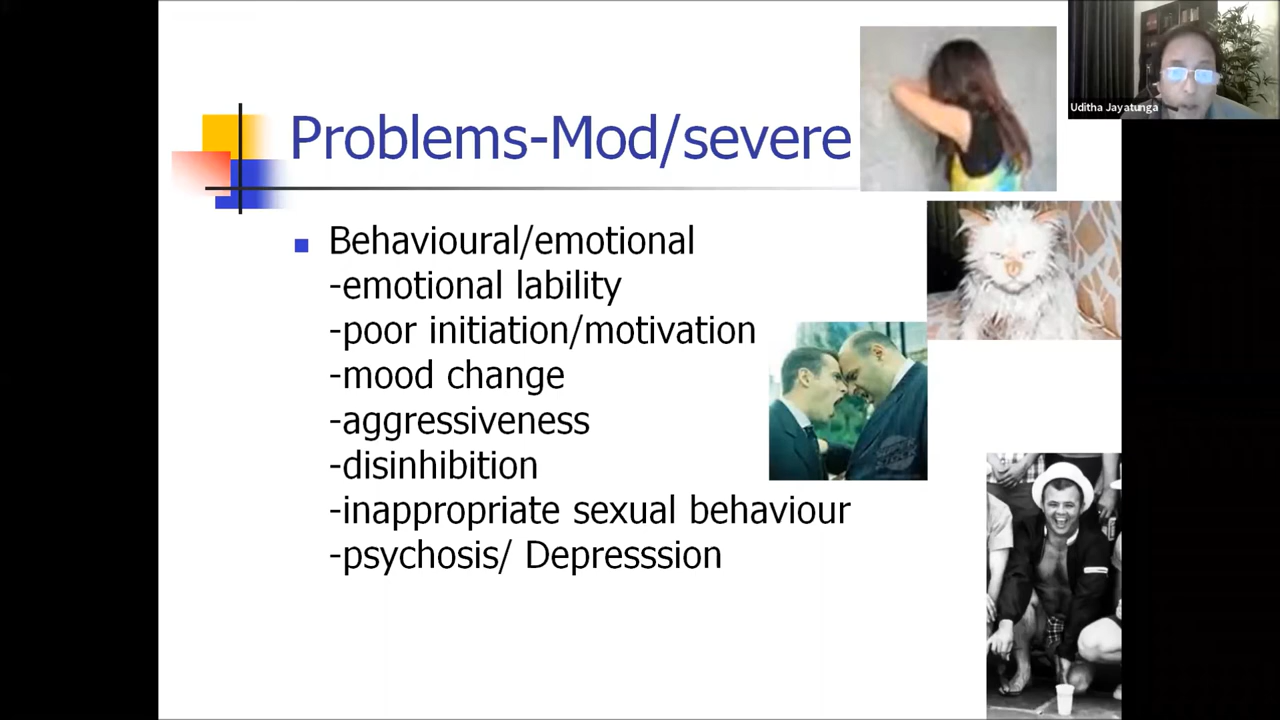 Problems-Mod/severe
Uditha Jayatunga
Behavioural/emotional
-emotional lability
-poor initiation/motivation
-mood change
-aggressiveness
-disinhibition
-inappropriate sexual behaviour
-psychosis/ Depresssion